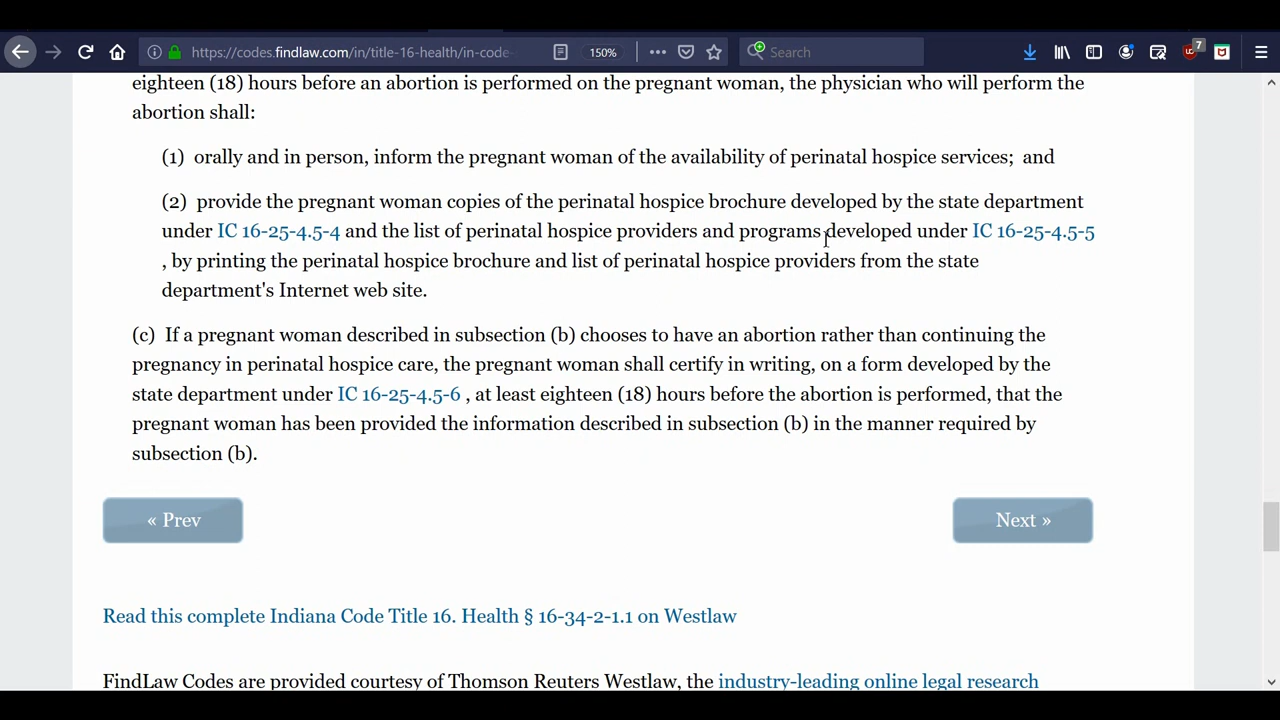 https://codes.findlaw.com/in/title-16-health/in-code-
150%
Search
7
eighteen (18) hours before an abortion is performed on the pregnant woman, the physician who will perform the
abortion shall:
(1) orally and in person, inform the pregnant woman of the availability of perinatal hospice services; and
(2) provide the pregnant woman copies of the perinatal hospice brochure developed by the state department
under IC 16-25-4.5-4 and the list of perinatal hospice providers and programs developed under IC 16-25-4.5-5
, by printing the perinatal hospice brochure and list of perinatal hospice providers from the state
department's Internet web site.
(c) If a pregnant woman described in subsection (b) chooses to have an abortion rather than continuing the
pregnancy in perinatal hospice care, the pregnant woman shall certify in writing, on a form developed by the
state department under IC 16-25-4.5-6 , at least eighteen (18) hours before the abortion is performed, that the
pregnant woman has been provided the information described in subsection (b) in the manner required by
subsection (b).
« Prev
Next »
Read this complete Indiana Code Title 16. Health § 16-34-2-1.1 on Westlaw
FindLaw Codes are provided courtesy of Thomson Reuters Westlaw, the industry-leading online legal research